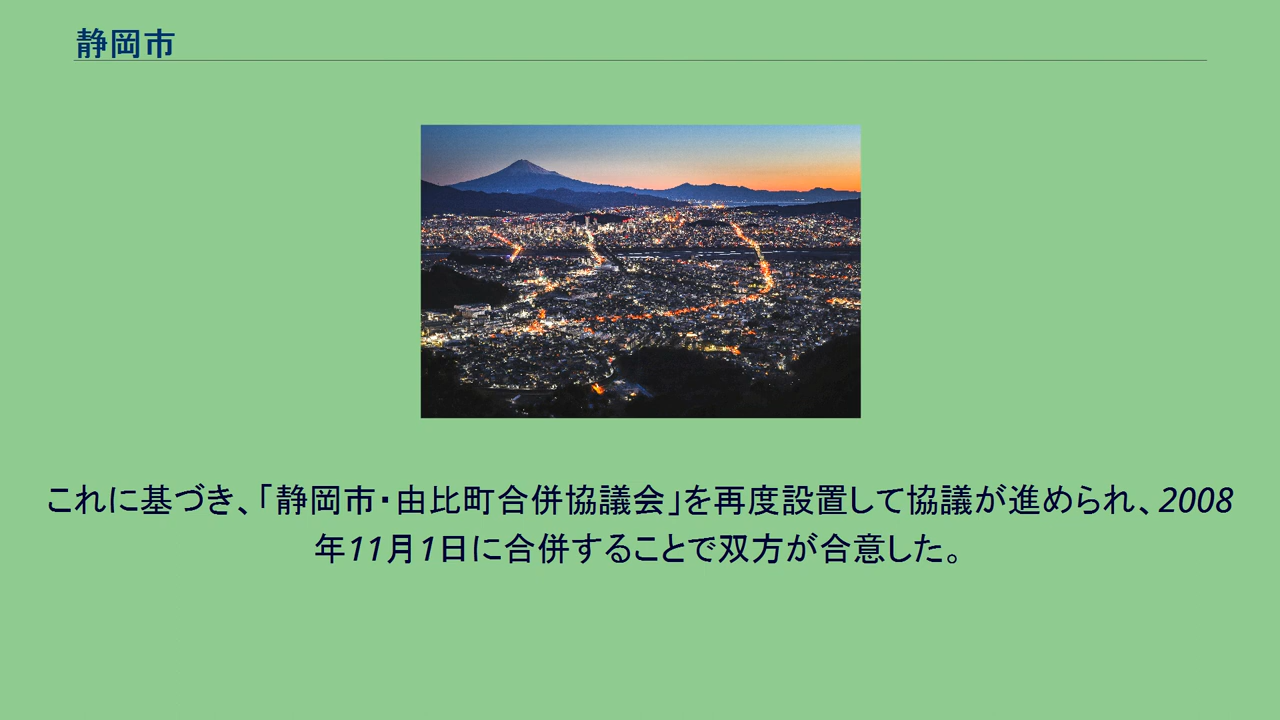 静岡市
これに基づき、「静岡市・由比町合併協議会」を再度設置して協議が進められ、2008
年11月1日に合併することで双方が合意した。